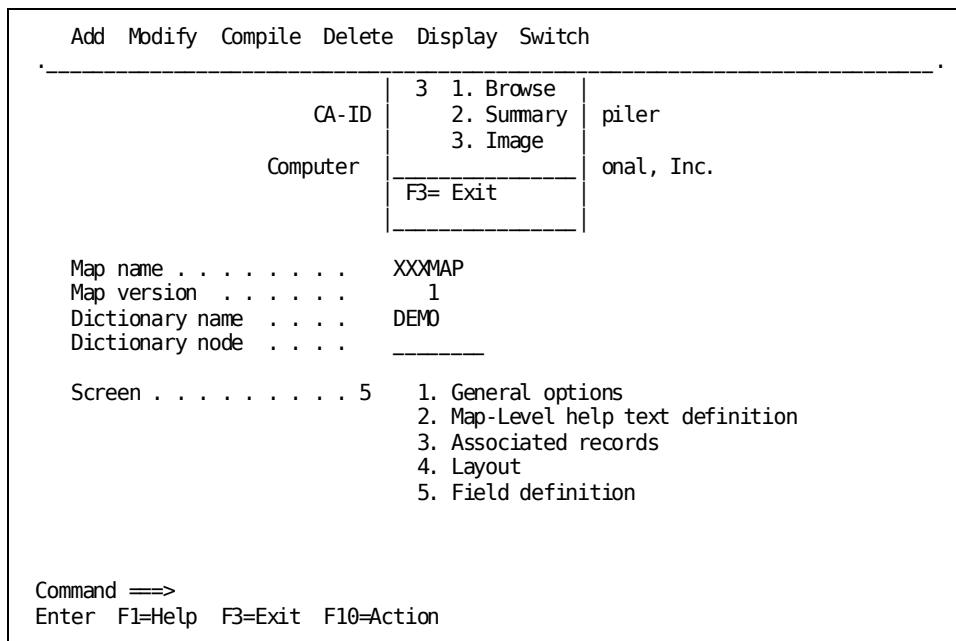 Add Modify Compile Delete Display Switch
3 1. Browse
CA-ID 2. Summary piler
3. Image
Computer onal, Inc.
F3= Exit
Map name . . . . . . . . XXXMAP
Map version . . . . . . 1
Dictionary name . . . . DEMO
Dictionary node . . . . ________
Screen . . . . . . . . . 5 1. General options
2. Map-Level help text definition
3. Associated records
4. Layout
5. Field definition
Command ===>
Enter F1=Help F3=Exit F10=Action